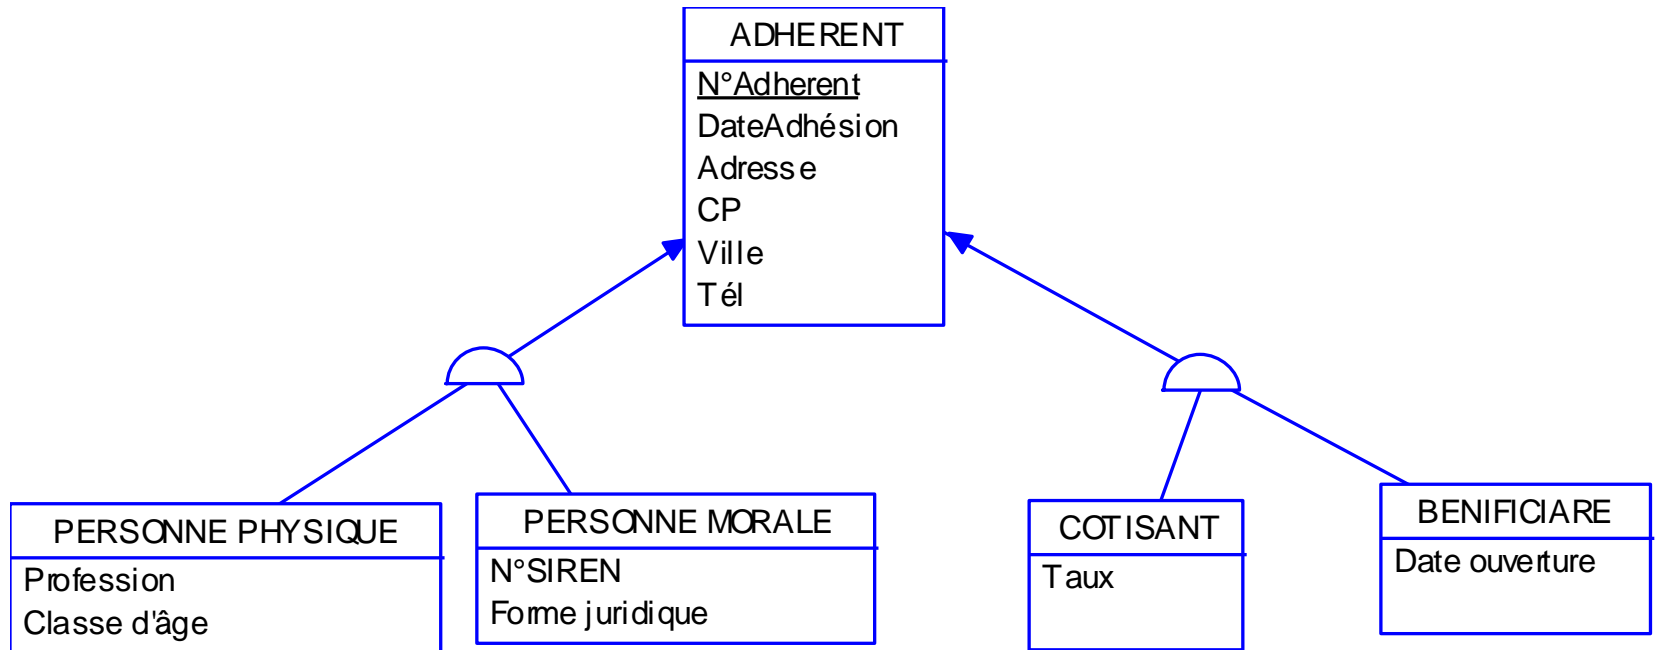 ADHERENT
N°Adherent
DateAdhésion
Adresse
CP
Ville
Tél
PERSONNE PHYSIQUE
Profession
Classe d'âge
PERSONNE MORALE
N°SIREN
Forme juridique
COTISANT
Taux
BENIFICIARE
Date ouverture